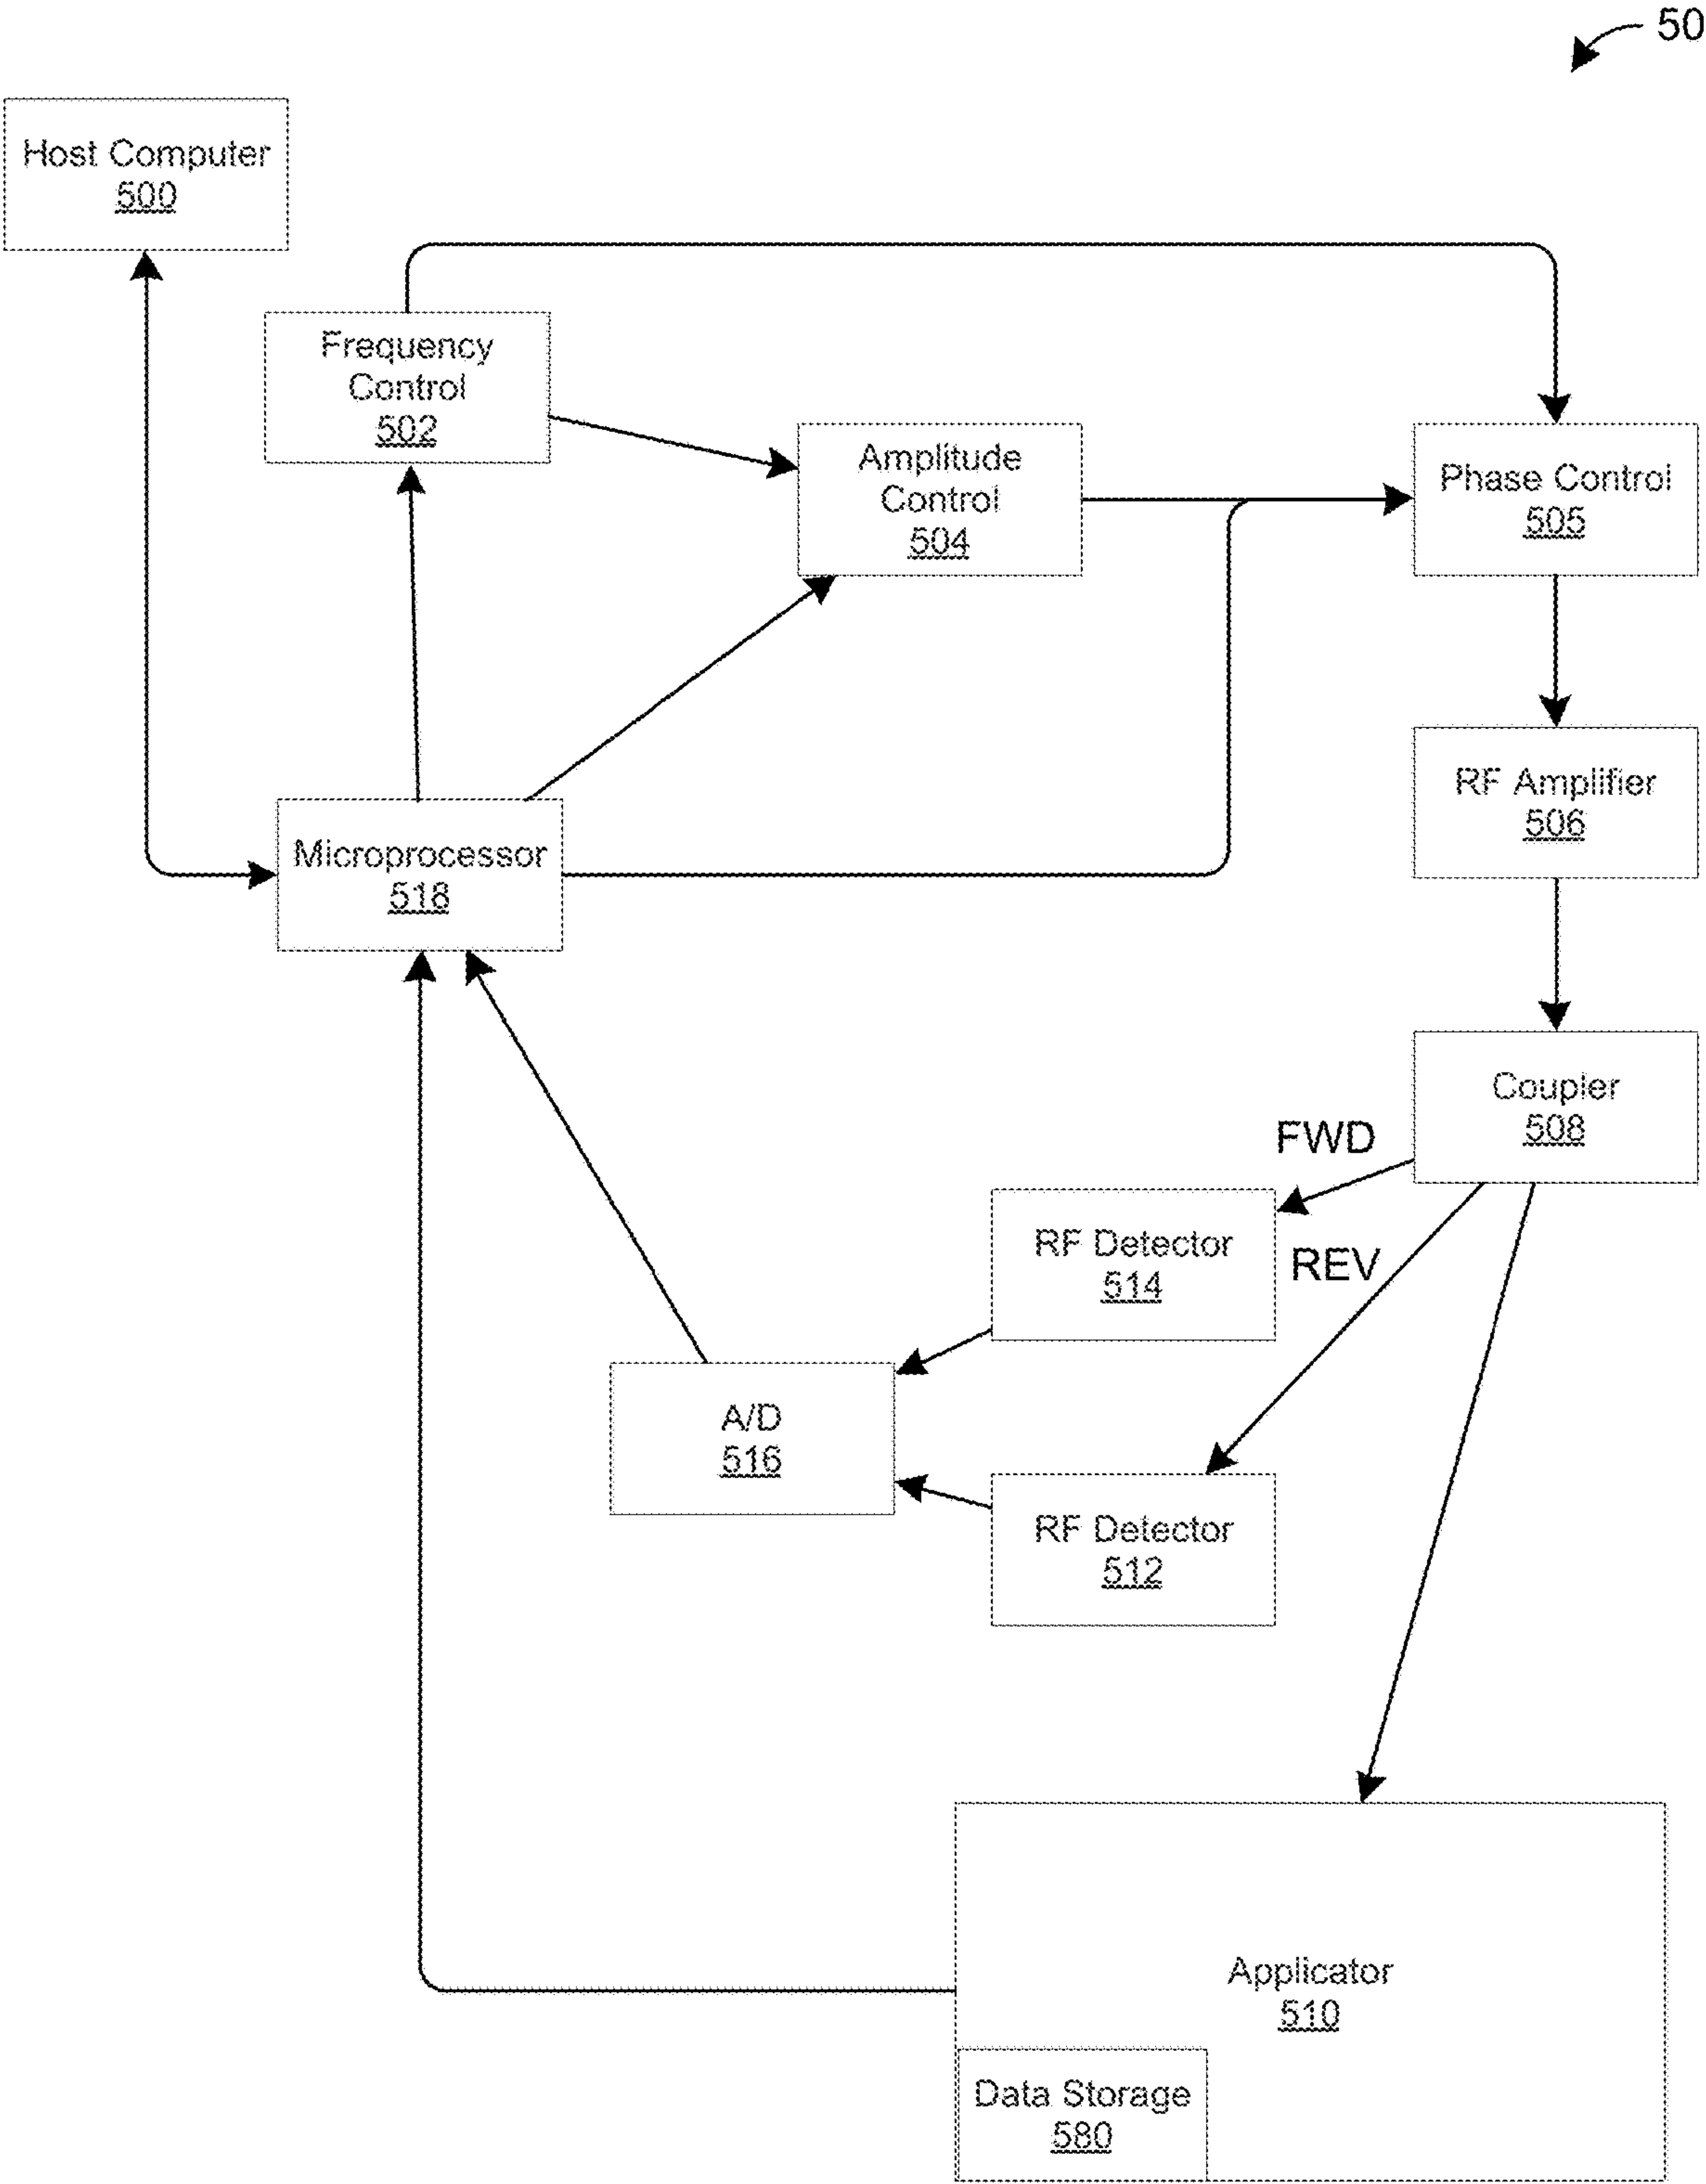 50
Host Computer
500
Frequency
Control
502
Amplitude
Control
504
Phase Control
505
RF Amplifier
506
Microprocessor
518
Coupler
508
FWD
RF Detector
514
REV
A/D
516
RF Detector
512
Applicator
510
Data Storage
580